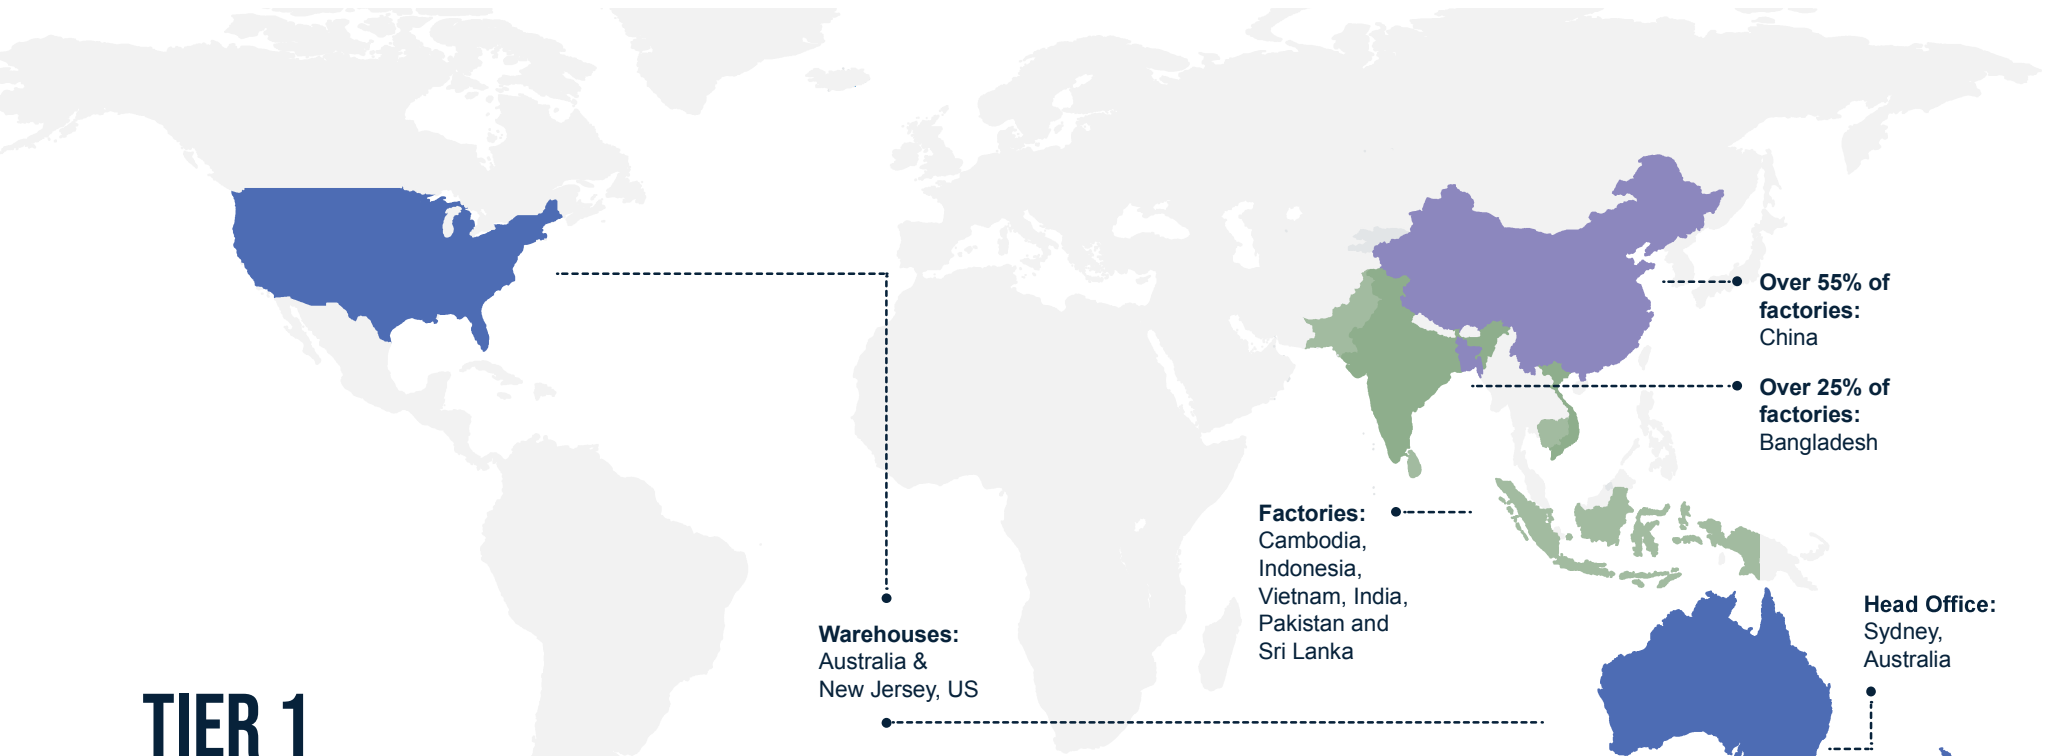 Over 55% of
factories:
China
Over 25% of
factories:
Bangladesh
Factories:
Cambodia,
Indonesia,
Vietnam, India,
Pakistan and
Sri Lanka
Head Office:
Sydney,
Australia
Warehouses:
Australia &
New Jersey, US
TIER 1